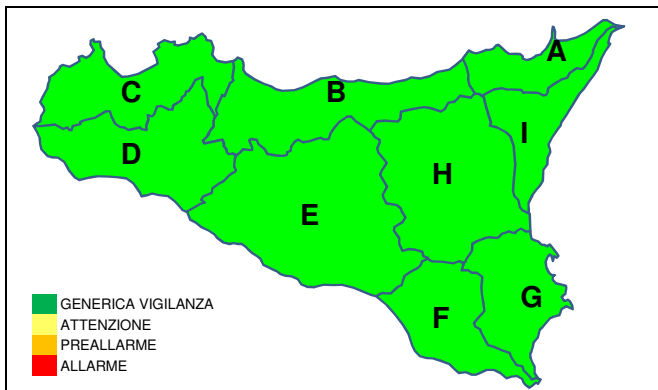 A
B
C
I
D
H
E
G
F
GENERICA VIGILANZA
ATTENZIONE
PREALLARME
ALLARME